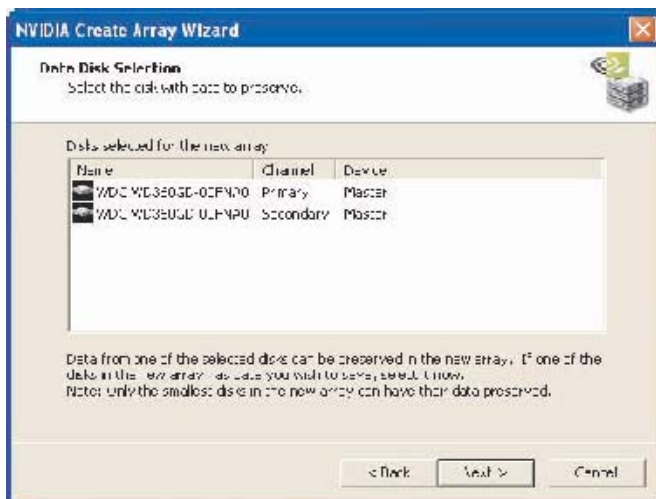 NVIDIA Create Array Wizard
Data Disk Selection
Select the disk with data to preserve.
Disks selected for the new array
Name Channel Device
WDC Primary Master
WDC Secondary Master
Data from one of the selected disks can be preserved in the new array. If one of the
disks in the new array has data you wish to save, select it now.
Note: Only the smallest disks in the new array can have their data preserved.
< Back Next > Cancel